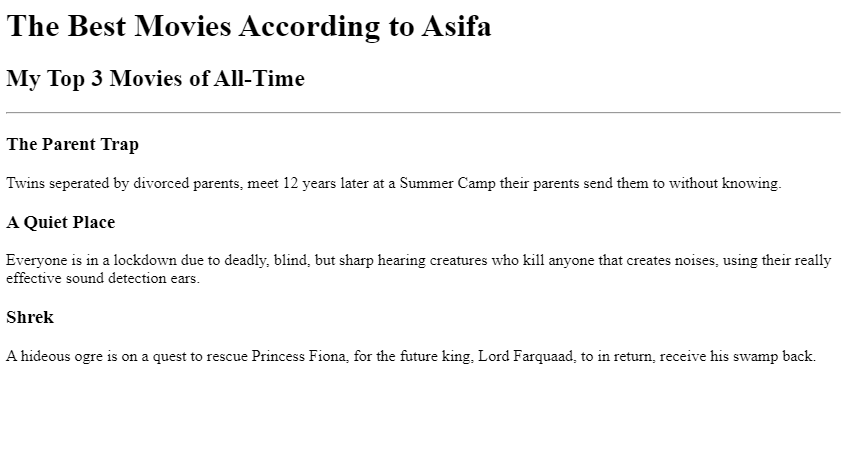 The Best Movies According to Asifa
My Top 3 Movies of All-Time
The Parent Trap
Twins seperated by divorced parents, meet 12 years later at a Summer Camp their parents send them to without knowing.
A Quiet Place
Everyone is in a lockdown due to deadly, blind, but sharp hearing creatures who kill anyone that creates noises, using their really
effective sound detection ears.
Shrek
A hideous ogre is on a quest to rescue Princess Fiona, for the future king, Lord Farquaad, to in return, receive his swamp back.